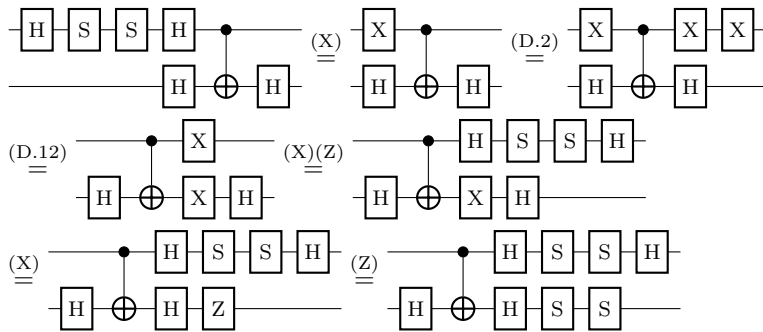 H S S H (X) = X (D.2) = X X X
H H H H H H
(D.12) = X (X)(Z) = H S S H
H X H H X H
(X) = H S S H (Z) = H S S H
H H Z H H S S